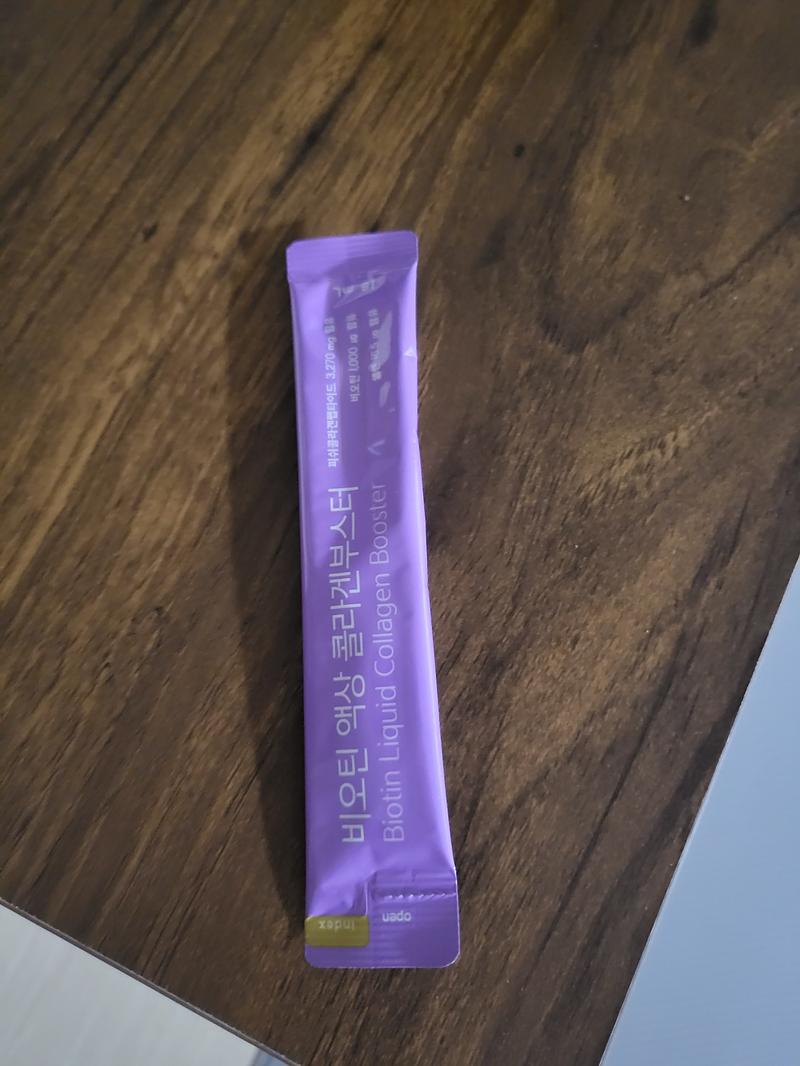 비오틴 액상 콜라겐부스터
Biotin Liquid Collagen Booster
피쉬콜라겐펩타이드 3,270 mg 함유
비오틴 1,000 μg 함유
index
open